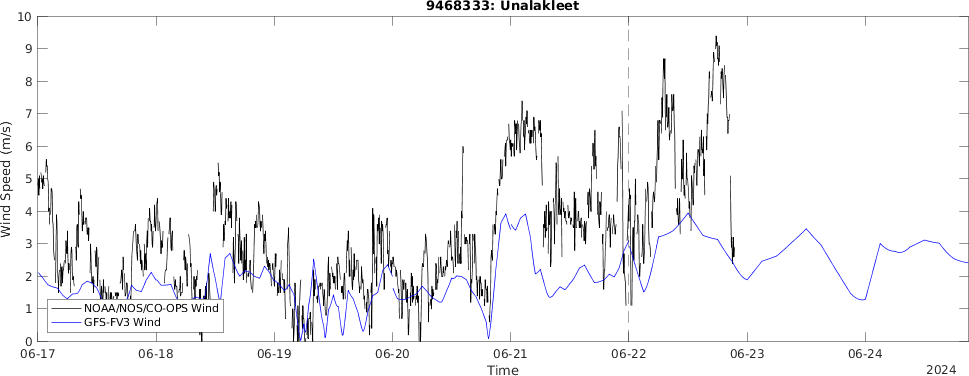 9468333: Unalakleet
10
9
8
7
6
5
4
3
2
1
0
Wind Speed (m/s)
NOAA/NOS/CO-OPS Wind
GFS-FV3 Wind
06-17 06-18 06-19 06-20 06-21 06-22 06-23 06-24
Time
2024